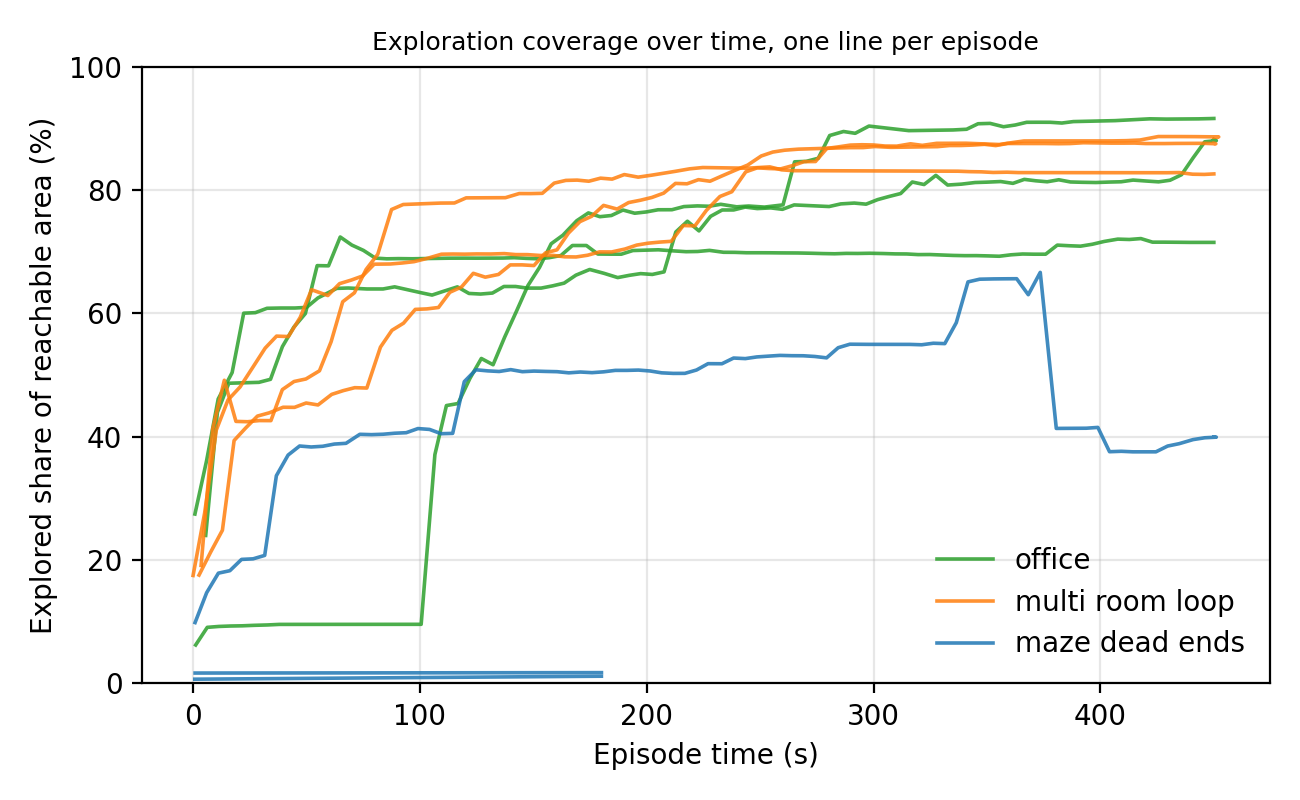 Exploration coverage over time, one line per episode
Explored share of reachable area (%)
100
80
60
40
20
0
0 100 200 300 400
Episode time (s)
office
multi room loop
maze dead ends